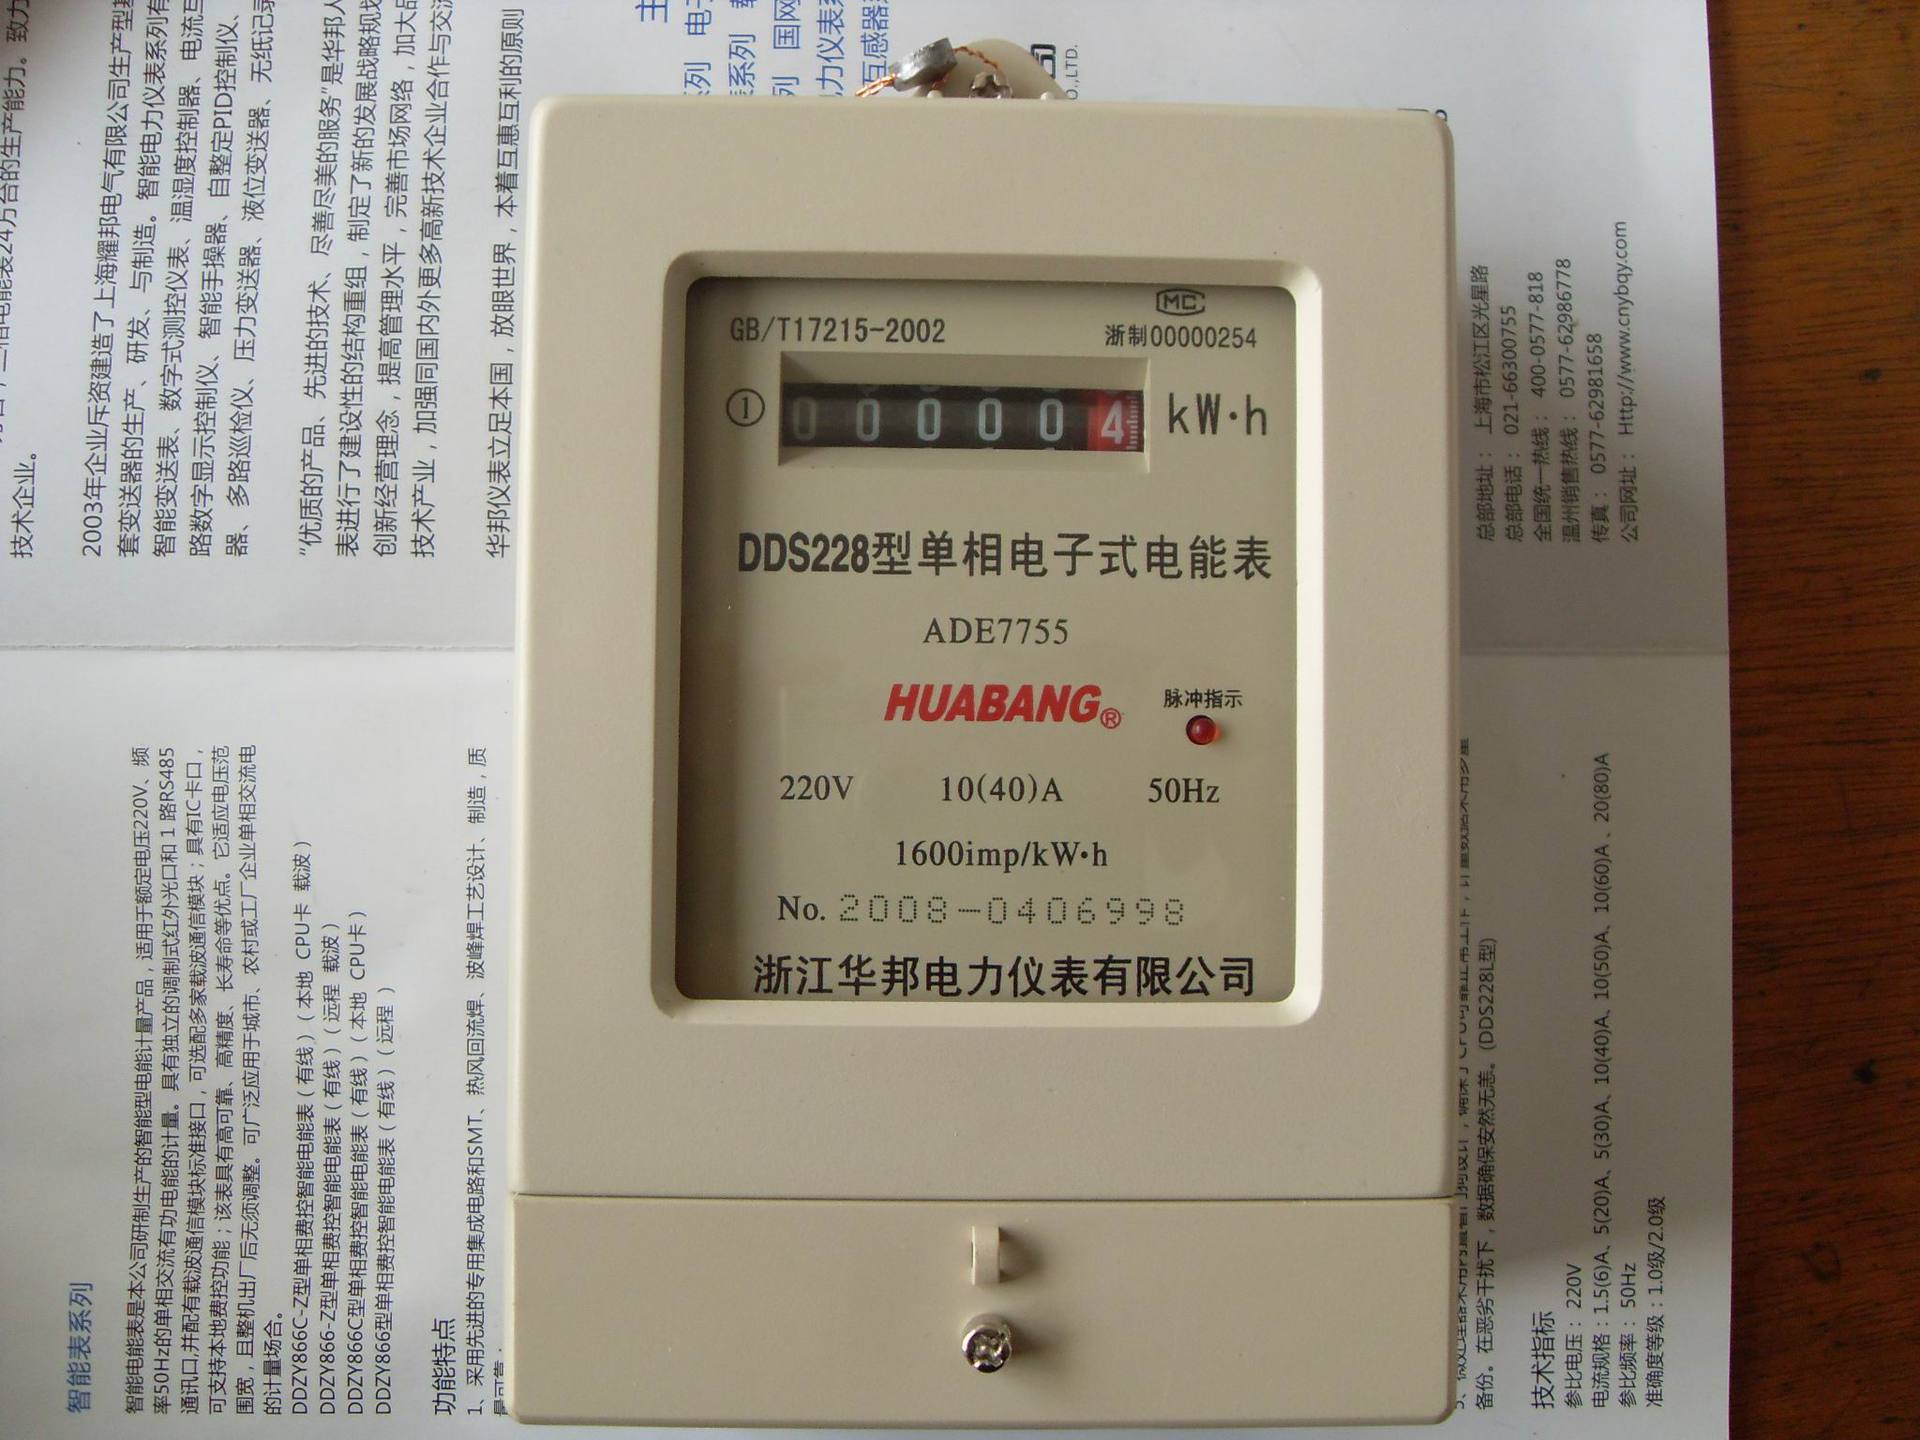 MC
GB/T17215-2002
浙制00000254
① 000004 kW·h
DDS228型单相电子式电能表
ADE7755
HUABANG®
脉冲指示
220V 10(40)A 50Hz
1600imp/kW·h
No. 2008-0406998
浙江华邦电力仪表有限公司
技术企业。
2003年企业斥资建造了上海耀邦电气有限公司生产型基
套变送器的生产、研发、与制造。智能电力仪表系列有
智能变送表、数字式测控仪表、温湿度控制器、电流互
路数字显示控制仪、智能手操器、自整定PID控制仪、
器、多路巡检仪、压力变送器、液位变送器、无纸记录
“优质的产品、先进的技术、尽善尽美的服务”是华邦人
表进行了建设性的结构重组，制定了新的发展战略规划
创新经营理念，提高管理水平，完善市场网络，加大品
技术产业，加强同国内外更多高新技术企业合作与交流
华邦仪表立足本国，放眼世界，本着互惠互利的原则
O.,LTD.
总部地址： 上海市松江区光星路
总部电话： 021-66300755
全国统一热线： 400-0577-818
温州销售热线： 0577-62986778
传真： 0577-62981658
公司网址： Http://www.cnybqy.com
智能表系列
智能电能表是本公司研制生产的智能型电能计量产品，适用于额定电压220V、频
率50Hz的单相交流有功电能的计量。具有独立的调制式红外光口和 1 路RS485
通讯口,并配有载波通信模块标准接口，可选配多家载波通信模块；具有IC卡口，
可支持本地费控功能；该表具有高可靠、高精度、长寿命等优点。它适应电压范
围宽，且整机出厂后无须调整。可广泛应用于城市、农村或工厂企业单相交流电
的计量场合。
DDZY866C-Z型单相费控智能电能表（有线）（本地 CPU卡 载波）
DDZY866-Z型单相费控智能电能表（有线）（远程 载波）
DDZY866C型单相费控智能电能表（有线）（本地 CPU卡）
DDZY866型单相费控智能电能表（有线）（远程 ）
功能特点
1、采用先进的专用集成电路和SMT、热风回流焊、波峰焊工艺设计、制造，质
备份。在恶劣干扰下，数据确保安然无恙。(DDS228L型)
技术指标
参比电压： 220V
电流规格：1.5(6)A、5(20)A、5(30)A、10(40)A、10(50)A、10(60)A 、20(80)A
参比频率： 50Hz
准确度等级：1.0级/2.0级